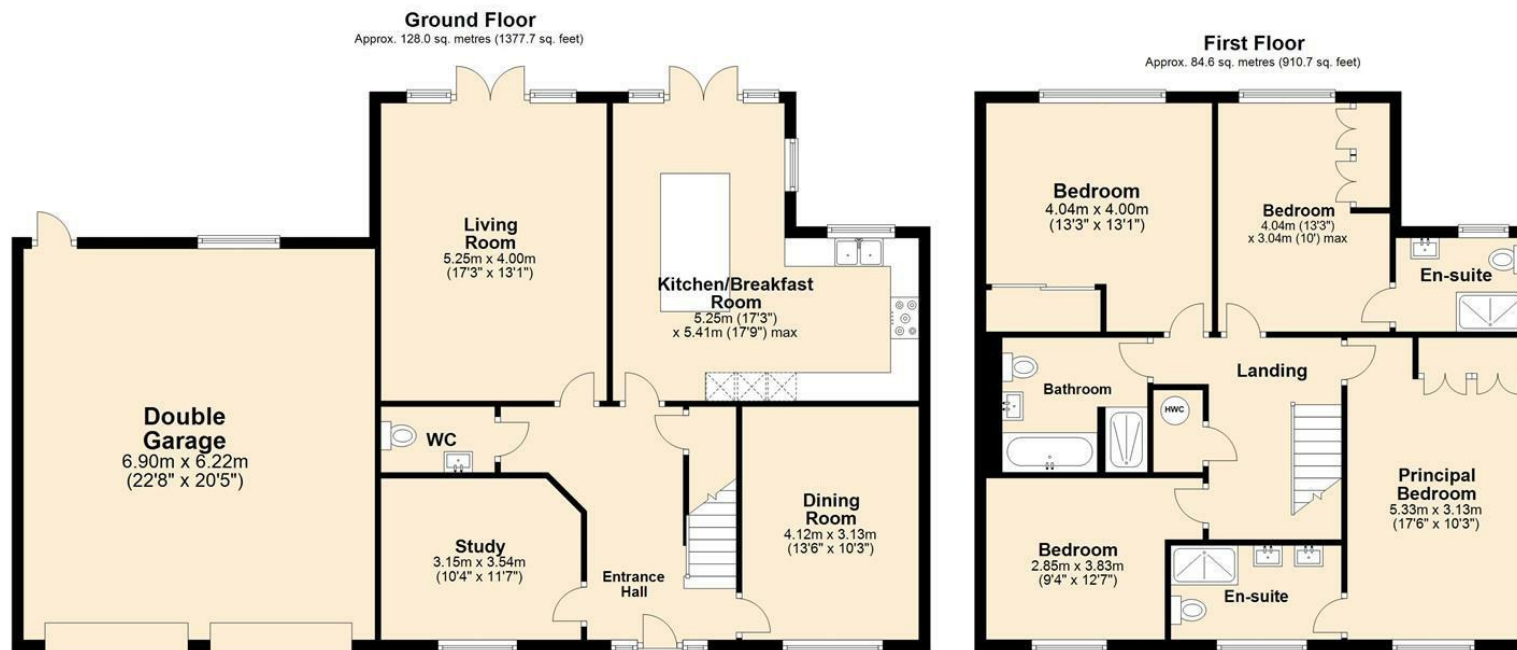 Ground Floor
Approx. 128.0 sq. metres (1377.7 sq. feet)
Living
Room
5.25m x 4.00m
(17'3" x 13'1")
Kitchen/Breakfast
Room
5.25m (17'3")
x 5.41m (17'9") max
Double
Garage
6.90m x 6.22m
(22'8" x 20'5")
WC
Study
3.15m x 3.54m
(10'4" x 11'7")
Entrance
Hall
Dining
Room
4.12m x 3.13m
(13'6" x 10'3")
First Floor
Approx. 84.6 sq. metres (910.7 sq. feet)
Bedroom
4.04m x 4.00m
(13'3" x 13'1")
Bedroom
4.04m (13'3")
x 3.04m (10') max
En-suite
Bathroom
HWC
Landing
Principal
Bedroom
5.33m x 3.13m
(17'6" x 10'3")
Bedroom
2.85m x 3.83m
(9'4" x 12'7")
En-suite